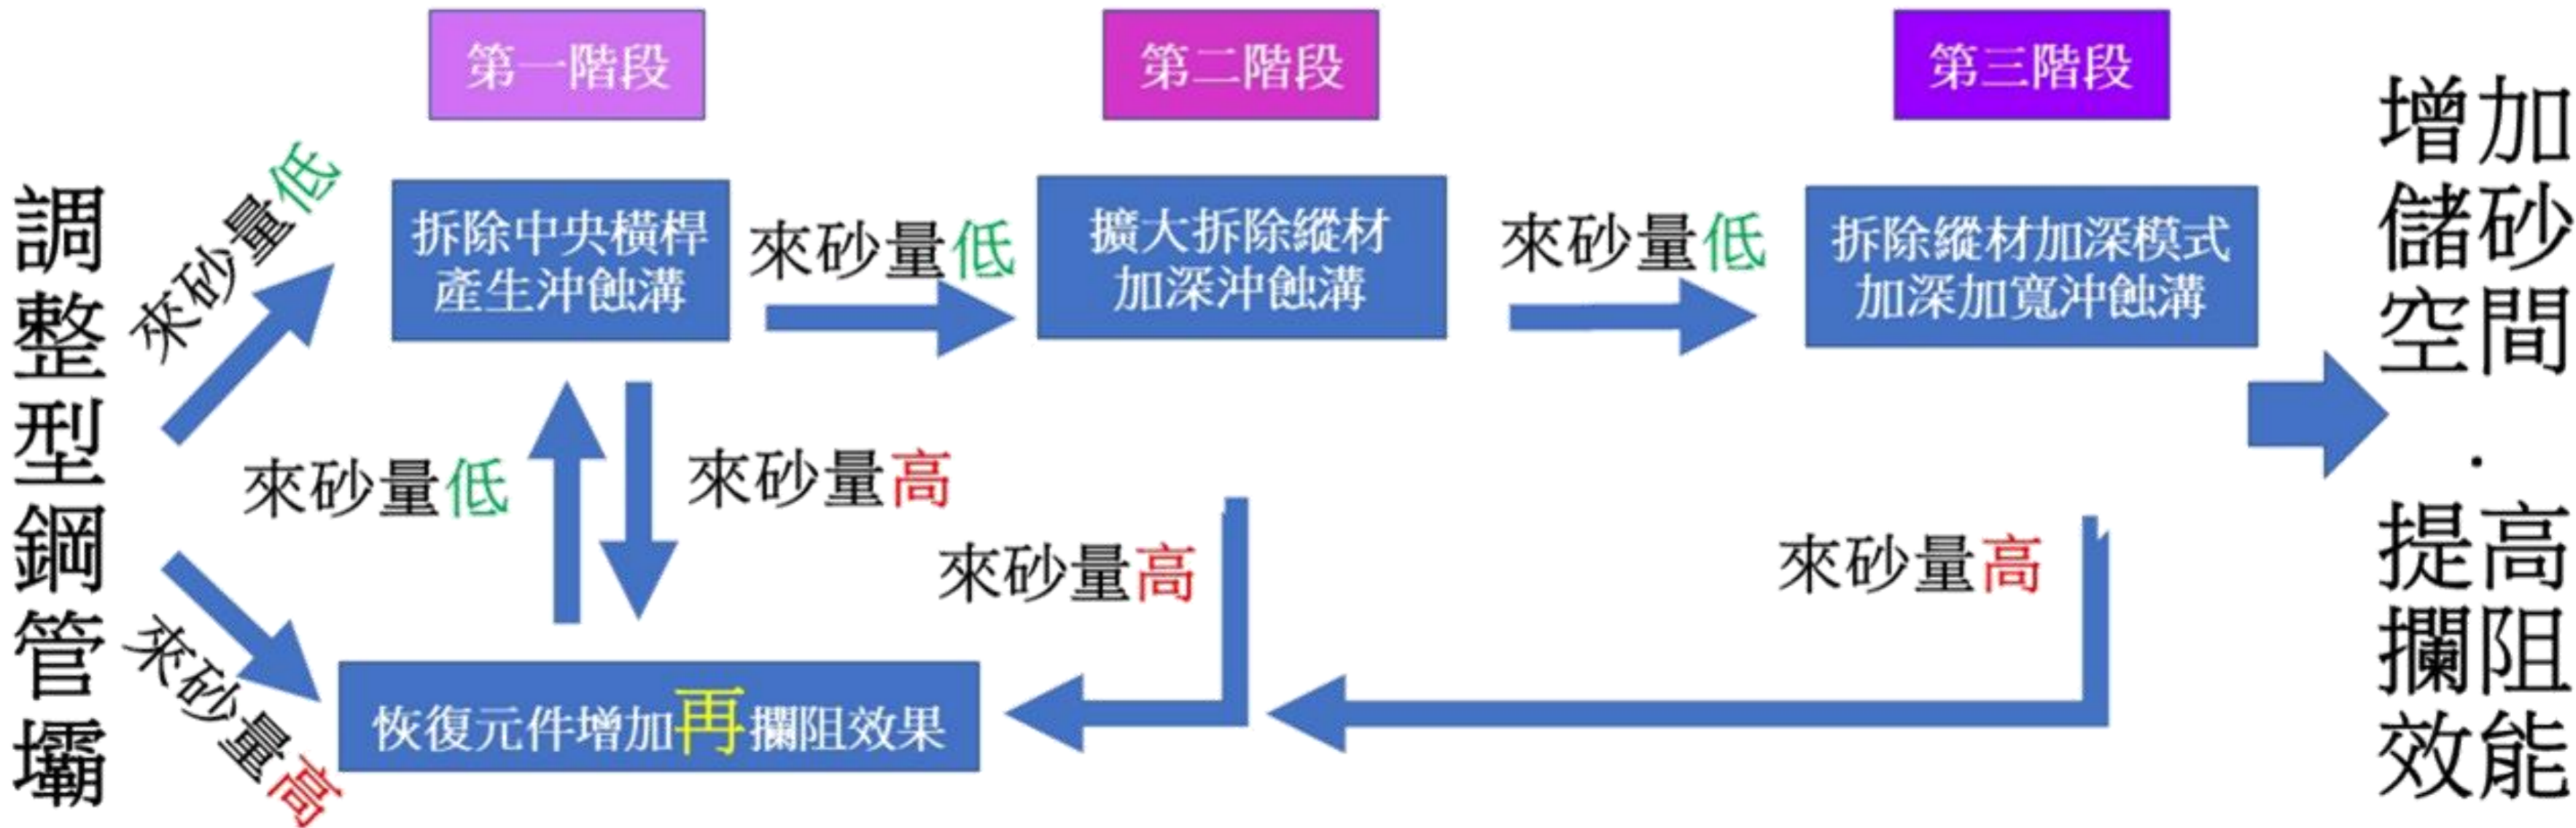 第一階段
第二階段
第三階段
調整型鋼管壩
來砂量低
拆除中央橫桿
產生沖蝕溝
來砂量低
擴大拆除縱材
加深沖蝕溝
來砂量低
拆除縱材加深模式
加深加寬沖蝕溝
來砂量低
來砂量高
來砂量高
來砂量高
來砂量高
恢復元件增加再攔阻效果
增加
儲砂
空間
.
提高
攔阻
效能